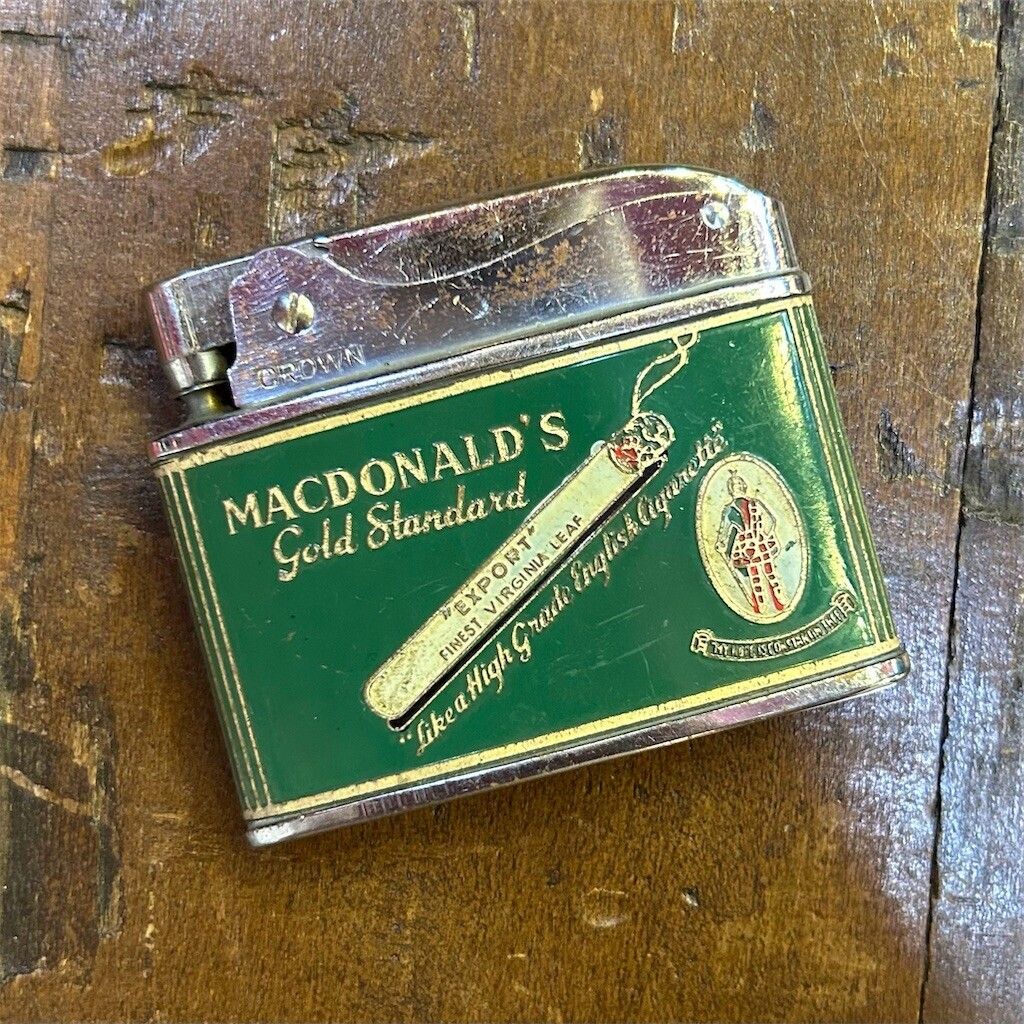 CROWN
MACDONALD'S
Gold Standard
"EXPORT"
FINEST VIRGINIA LEAF
"Like a High Grade English Cigarette"